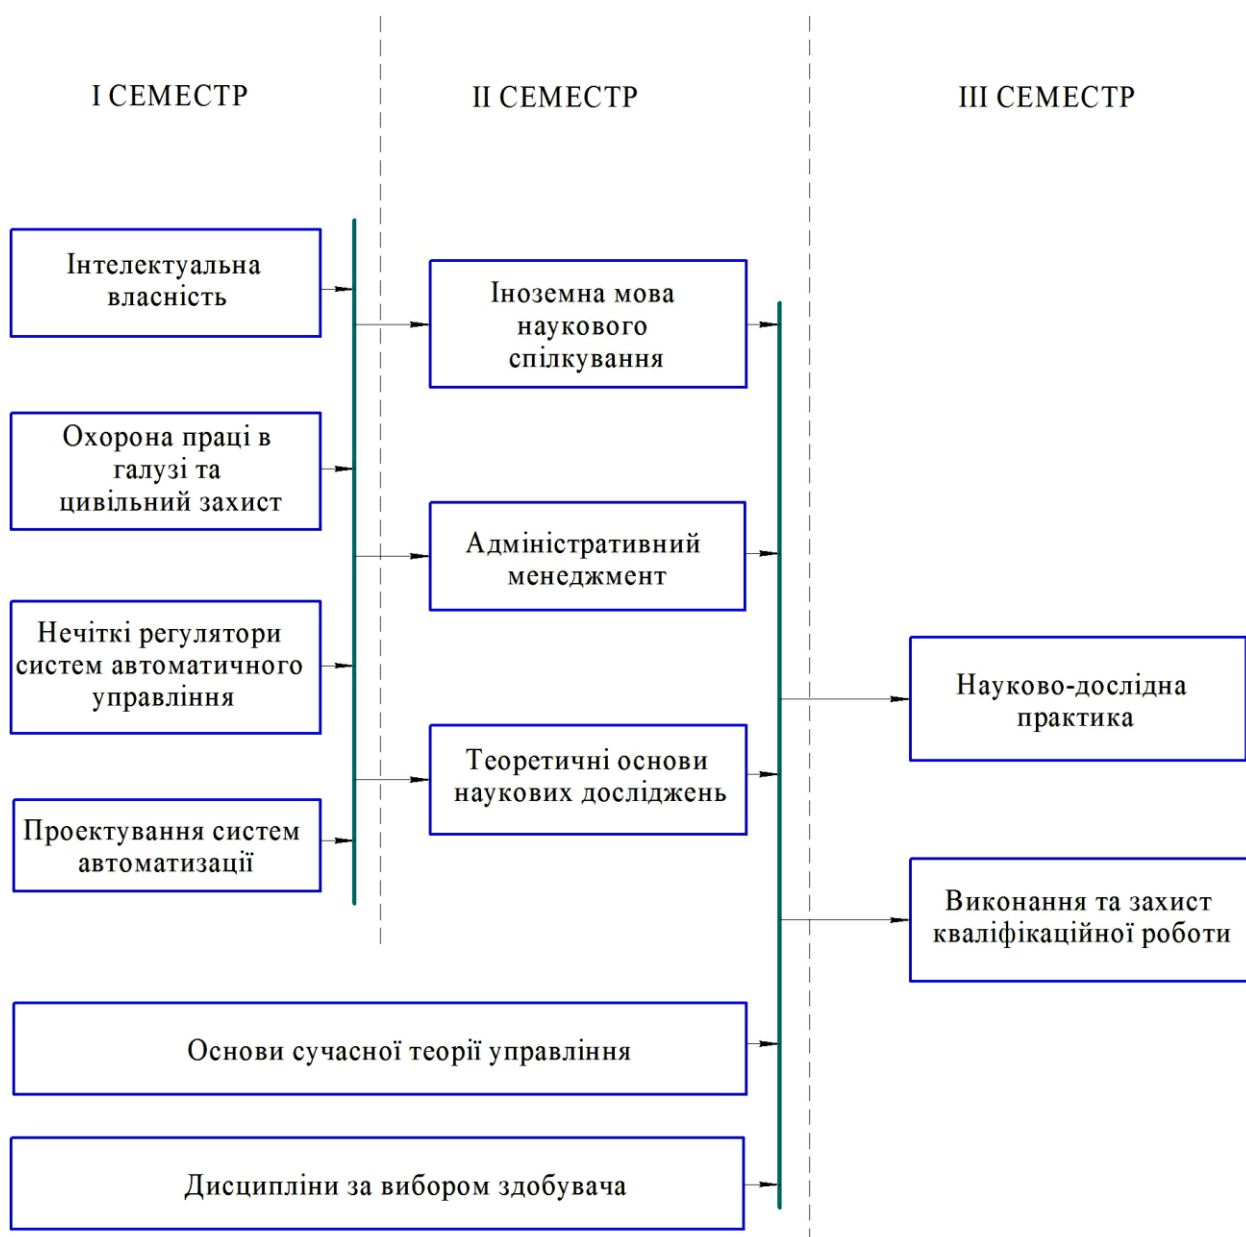 І СЕМЕСТР
ІІ СЕМЕСТР
ІІІ СЕМЕСТР
Інтелектуальна
власність
Охорона праці в
галузі та
цивільний захист
Нечіткі регулятори
систем автоматичного
управління
Проектування систем
автоматизації
Іноземна мова
наукового
спілкування
Адміністративний
менеджмент
Теоретичні основи
наукових досліджень
Науково-дослідна
практика
Виконання та захист
кваліфікаційної роботи
Основи сучасної теорії управління
Дисципліни за вибором здобувача